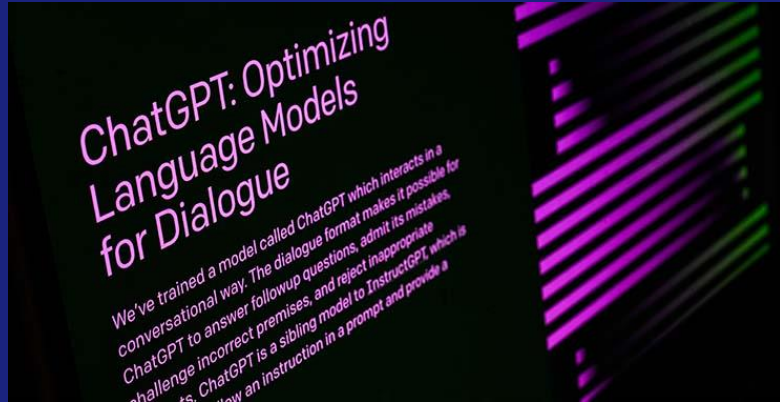 ChatGPT: Optimizing
Language Models
for Dialogue
We've trained a model called ChatGPT which interacts in a
conversational way. The dialogue format makes it possible for
ChatGPT to answer followup questions, admit its mistakes,
challenge incorrect premises, and reject inappropriate
ts. ChatGPT is a sibling model to InstructGPT, which is
low an instruction in a prompt and provide a